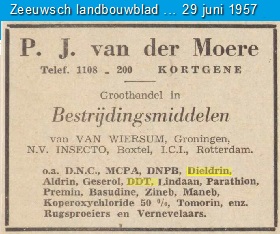 Zeeuwsch landbouwblad ... 29 juni 1957
P. J. van der Moere
Telef. 1108 - 200 KORTGENE
Groothandel in
Bestrijdingsmiddelen
van VAN WIERSUM, Groningen,
N.V. INSECTO, Boxtel, I.C.I., Rotterdam.
o.a. D.N.C., MCPA, DNPB, Dieldrin,
Aldrin, Geserol, DDT, Lindaan, Parathion,
Premin, Basudine, Zineb, Maneb,
Koperoxychloride 50 %, Tomorin, enz.
Rugsproeiers en Vernevelaars.